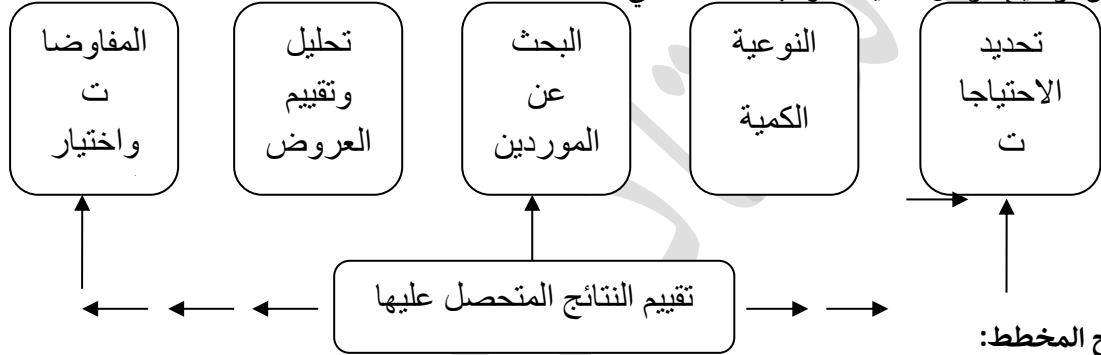 تحديد
الاحتياجا
ت
النوعية
الكمية
البحث
عن
الموردين
تحليل
وتقييم
العروض
المفاوضا
ت
واختيار
تقييم النتائج المتحصل عليها
المخطط: